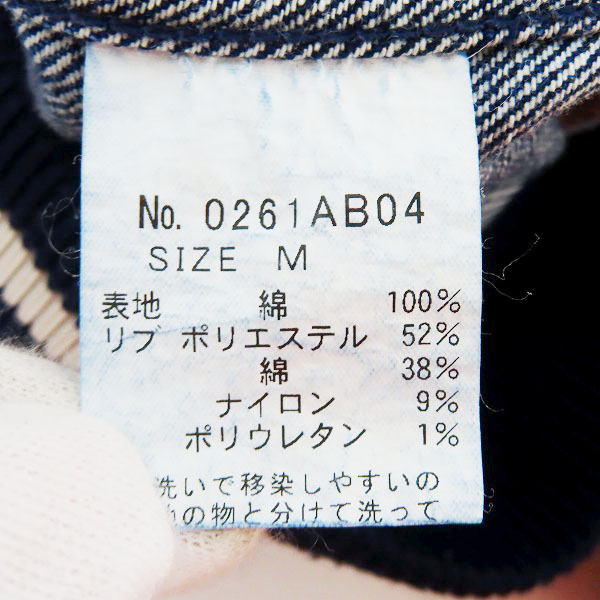 No. 0261AB04
SIZE M
表地 綿 100%
リブ ポリエステル 52%
綿 38%
ナイロン 9%
ポリウレタン 1%
洗いで移染しやすいの
の物と分けて洗って